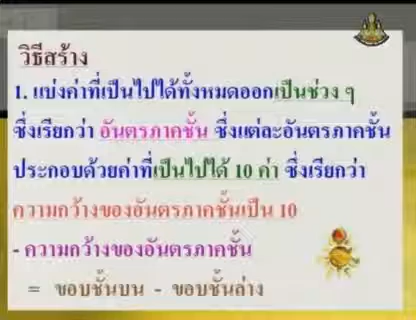 วิธีสร้าง
1. แบ่งค่าที่เป็นไปได้ทั้งหมดออกเป็นช่วง ๆ
ซึ่งเรียกว่า อันตรภาคชั้น ซึ่งแต่ละอันตรภาคชั้น
ประกอบด้วยค่าที่เป็นไปได้ 10 ค่า ซึ่งเรียกว่า
ความกว้างของอันตรภาคชั้นเป็น 10
- ความกว้างของอันตรภาคชั้น
= ขอบชั้นบน - ขอบชั้นล่าง